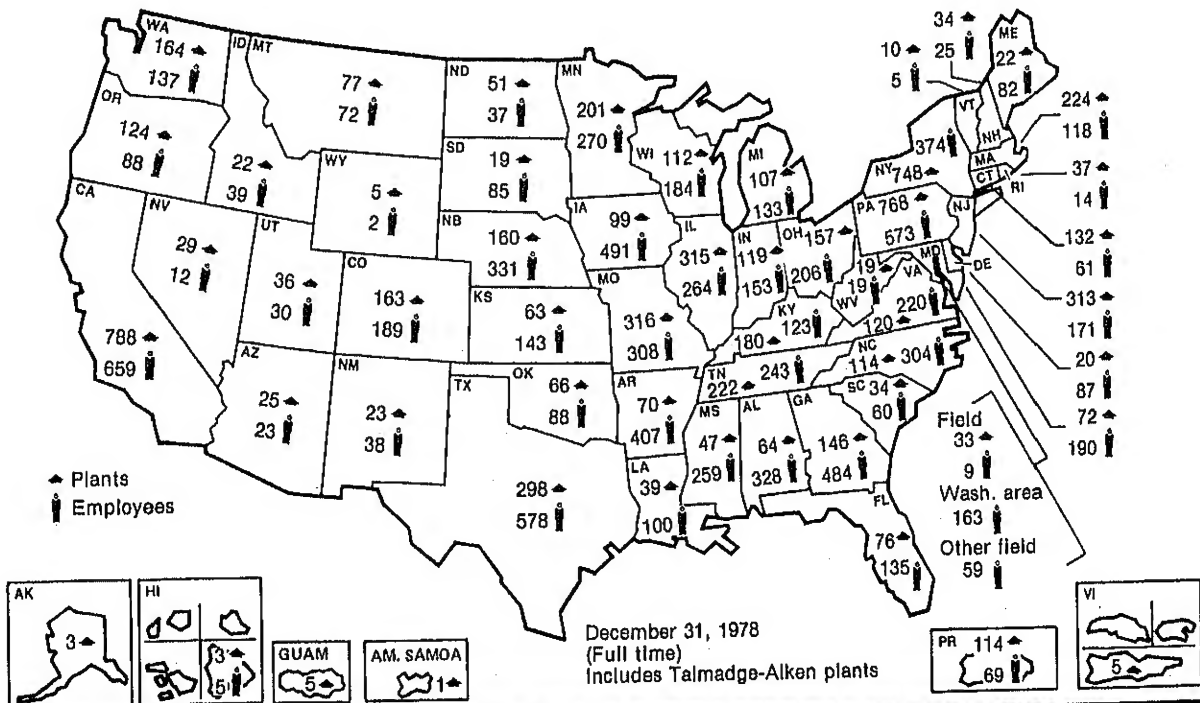 WA
164
137
ID
MT
77
72
ND
51
37
MN
201
270
34
25
10
5
ME
22
82
OR
124
88
22
39
WY
5
2
SD
19
85
WI
112
184
MI
107
133
374
NY
748
VT
NH
MA
CT
RI
224
118
37
14
CA
788
659
NV
29
12
UT
36
30
CO
163
189
NB
160
331
IA
99
491
IL
315
264
IN
119
153
OH
157
206
PA
768
573
NJ
MD
DE
132
61
313
171
20
87
72
190
KS
63
143
MO
316
308
KY
123
180
19
19
WV
VA
220
120
AZ
25
23
NM
23
38
TX
298
578
OK
66
88
AR
70
407
TN
222
243
NC
114
304
SC
34
60
MS
47
259
AL
64
328
GA
146
484
LA
39
100
FL
76
135
Field
33
9
Wash. area
163
Other field
59
Plants
Employees
AK
3
HI
3
5
GUAM
5
AM. SAMOA
1
December 31, 1978
(Full time)
Includes Talmadge-Aiken plants
PR
114
69
VI
5